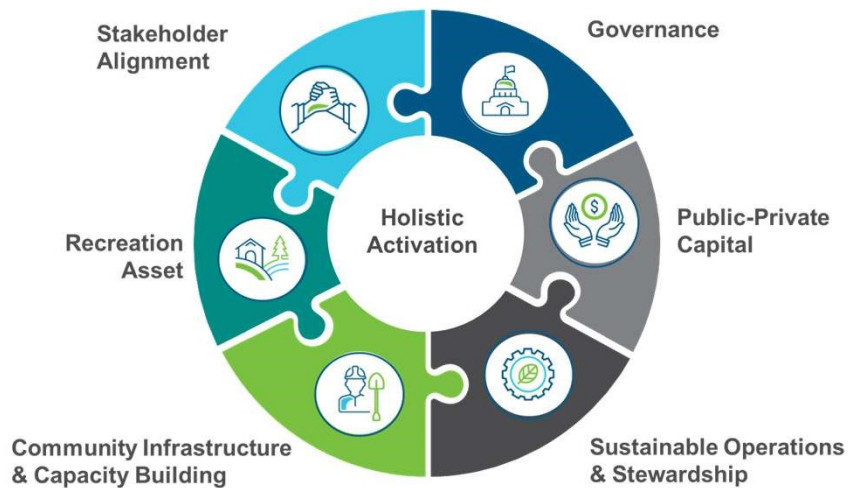 Stakeholder
Alignment
Governance
Holistic
Activation
$
Public-Private
Capital
Recreation
Asset
Community Infrastructure
& Capacity Building
Sustainable Operations
& Stewardship